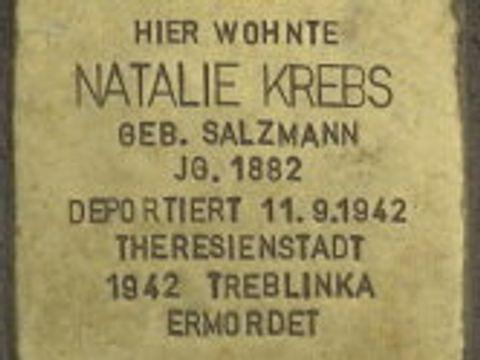 HIER WOHNTE
NATALIE KREBS
GEB. SALZMANN
JG. 1882
DEPORTIERT 11.9.1942
THERESIENSTADT
1942 TREBLINKA
ERMORDET